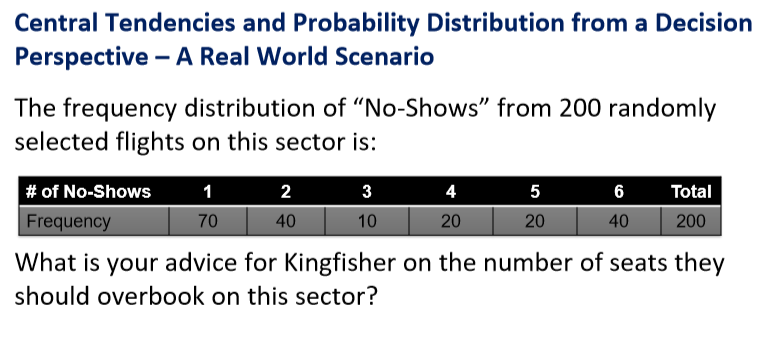 Central Tendencies and Probability Distribution from a Decision
Perspective – A Real World Scenario
The frequency distribution of “No-Shows” from 200 randomly
selected flights on this sector is:
# of No-Shows 1 2 3 4 5 6 Total
Frequency 70 40 10 20 20 40 200
What is your advice for Kingfisher on the number of seats they
should overbook on this sector?